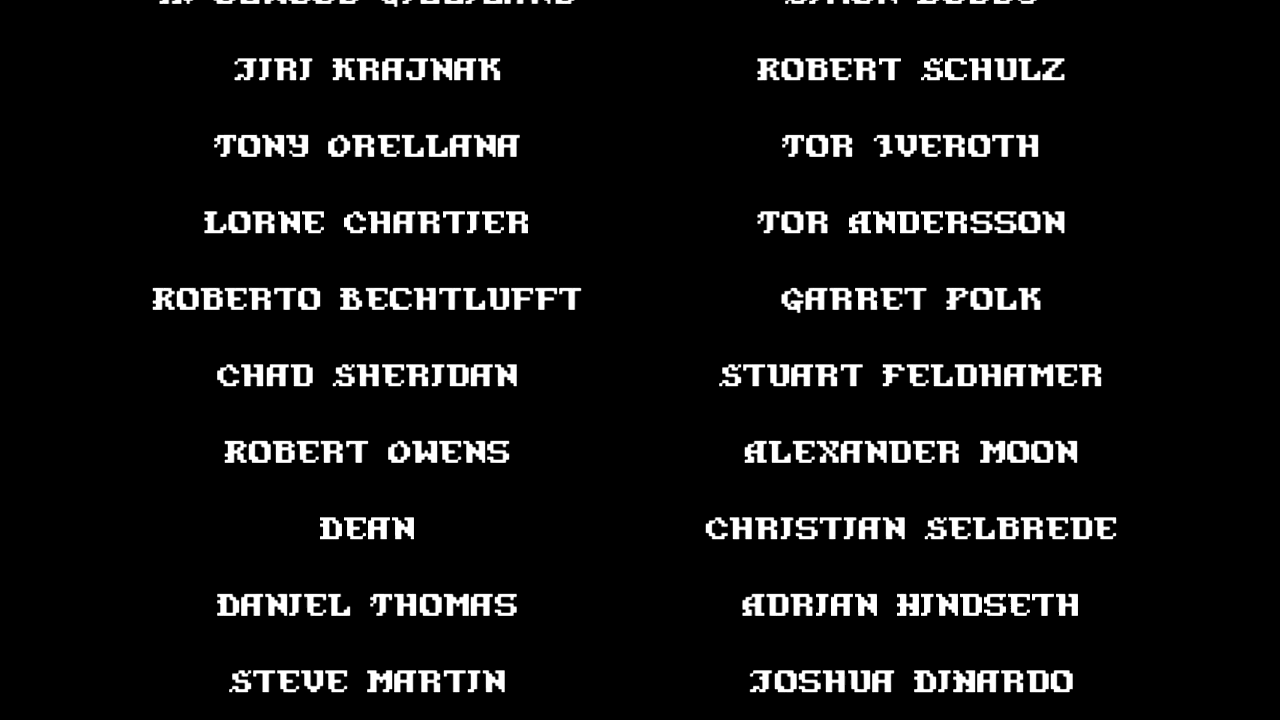 JIRI KRAJNAK
ROBERT SCHULZ
TONY ORELLANA
TOR IVEROTH
LORNE CHARTIER
TOR ANDERSSON
ROBERTO BECHTLUFFT
GARRET POLK
CHAD SHERIDAN
STUART FELDHAMER
ROBERT OWENS
ALEXANDER MOON
DEAN
CHRISTIAN SELBREDE
DANIEL THOMAS
ADRIAN HINDSETH
STEVE MARTIN
JOSHUA DINARDO